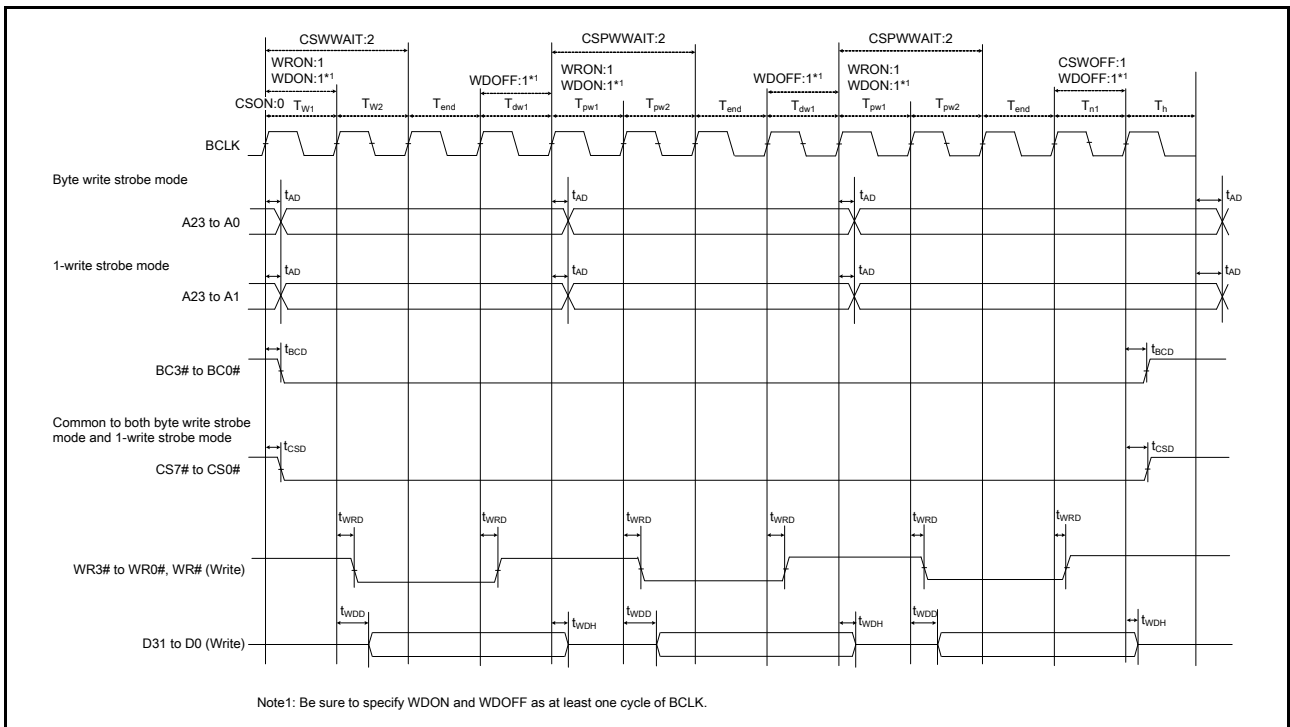 CSWWAIT:2
CSPWWAIT:2
CSPWWAIT:2
WRON:1
WDON:1*1
WDOFF:1*1
WRON:1
WDON:1*1
WDOFF:1*1
WRON:1
WDON:1*1
CSWOFF:1
WDOFF:1*1
CSON:0
TW1 TW2 Tend Tdw1 Tpw1 Tpw2 Tend Tdw1 Tpw1 Tpw2 Tend Tn1 Th
BCLK
Byte write strobe mode
tAD tAD tAD tAD
A23 to A0
1-write strobe mode
tAD tAD tAD tAD
A23 to A1
tBCD tBCD
BC3# to BC0#
Common to both byte write strobe
mode and 1-write strobe mode
tCSD tCSD
CS7# to CS0#
tWRD tWRD tWRD tWRD tWRD tWRD
WR3# to WR0#, WR# (Write)
tWDD tWDH tWDD tWDH tWDD tWDH
D31 to D0 (Write)
Note1: Be sure to specify WDON and WDOFF as at least one cycle of BCLK.